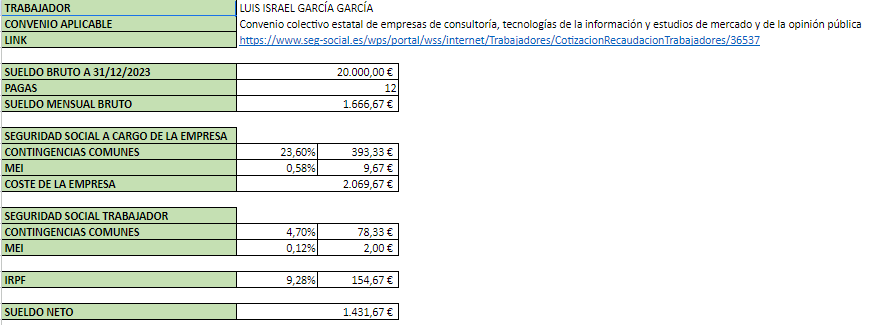 TRABAJADOR LUIS ISRAEL GARCÍA GARCÍA
CONVENIO APLICABLE Convenio colectivo estatal de empresas de consultoría, tecnologías de la información y estudios de mercado y de la opinión pública
LINK https://www.seg-social.es/wps/portal/wss/internet/Trabajadores/CotizacionRecaudacionTrabajadores/36537
SUELDO BRUTO A 31/12/2023 20.000,00 €
PAGAS 12
SUELDO MENSUAL BRUTO 1.666,67 €
SEGURIDAD SOCIAL A CARGO DE LA EMPRESA
CONTINGENCIAS COMUNES 23,60% 393,33 €
MEI 0,58% 9,67 €
COSTE DE LA EMPRESA 2.069,67 €
SEGURIDAD SOCIAL TRABAJADOR
CONTINGENCIAS COMUNES 4,70% 78,33 €
MEI 0,12% 2,00 €
IRPF 9,28% 154,67 €
SUELDO NETO 1.431,67 €